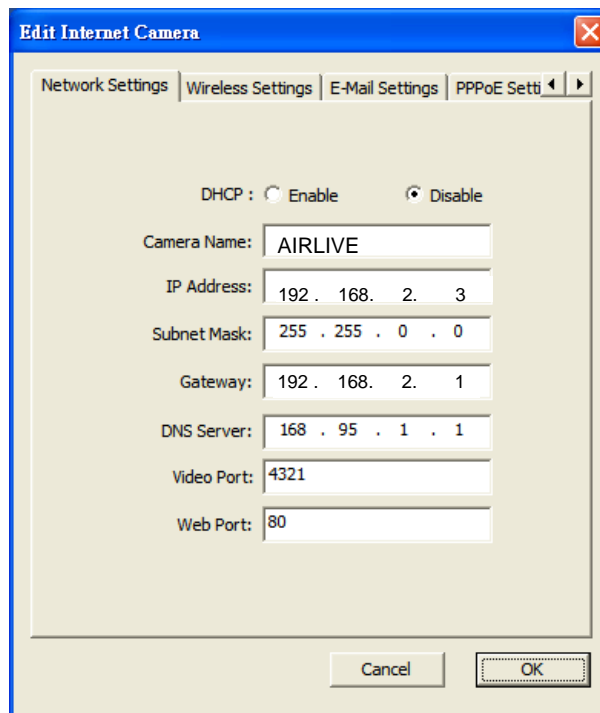 Edit Internet Camera
Network Settings Wireless Settings E-Mail Settings PPPoE Setti
DHCP : Enable Disable
Camera Name: AIRLIVE
IP Address: 192 . 168. 2. 3
Subnet Mask: 255 . 255 . 0 . 0
Gateway: 192 . 168. 2. 1
DNS Server: 168 . 95 . 1 . 1
Video Port: 4321
Web Port: 80
Cancel OK